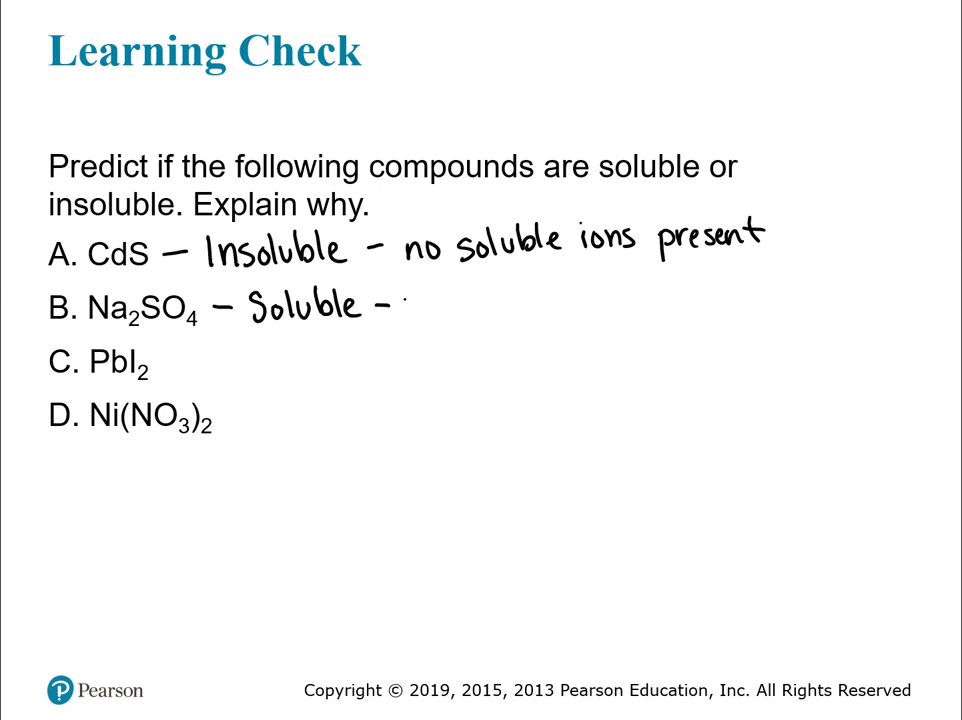 Learning Check
Predict if the following compounds are soluble or
insoluble. Explain why.
A. CdS – Insoluble – no soluble ions present
B. Na₂SO₄ – Soluble –
C. PbI₂
D. Ni(NO₃)₂
Pearson
Copyright © 2019, 2015, 2013 Pearson Education, Inc. All Rights Reserved